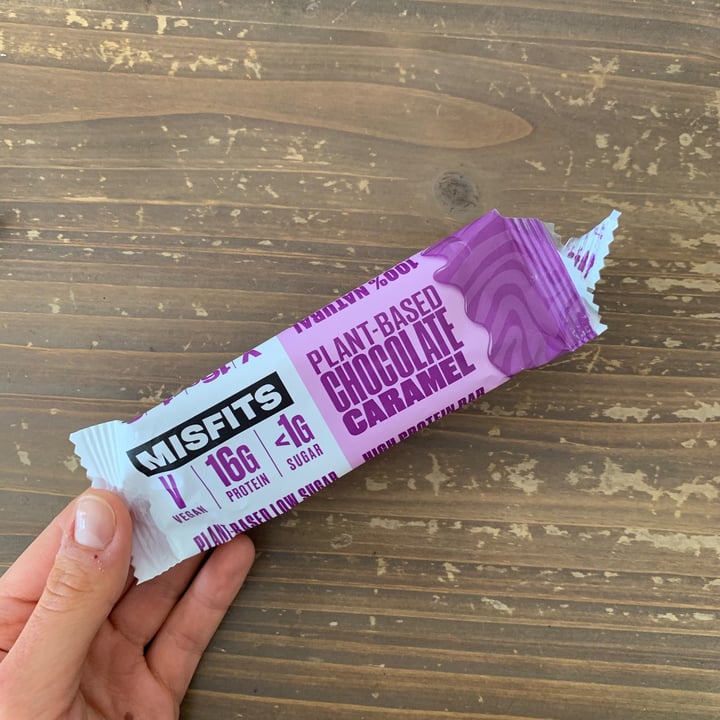 100% NATURAL
PLANT-BASED
CHOCOLATE
CARAMEL
HIGH PROTEIN BAR
MISFITS
V
VEGAN
16G
PROTEIN
<1G
SUGAR
PLANT-BASED LOW SUGAR